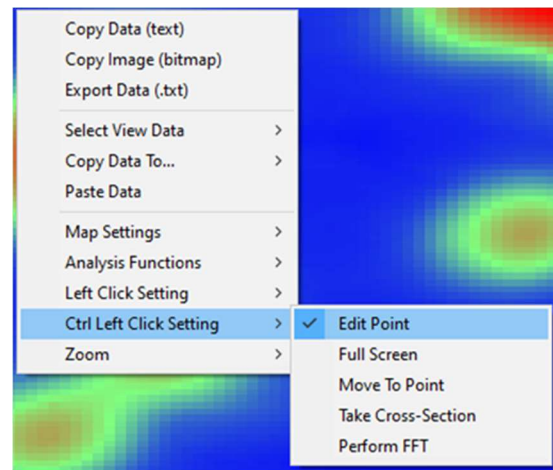 Copy Data (text)
Copy Image (bitmap)
Export Data (.txt)
Select View Data
Copy Data To...
Paste Data
Map Settings
Analysis Functions
Left Click Setting
Ctrl Left Click Setting
Zoom
Edit Point
Full Screen
Move To Point
Take Cross-Section
Perform FFT